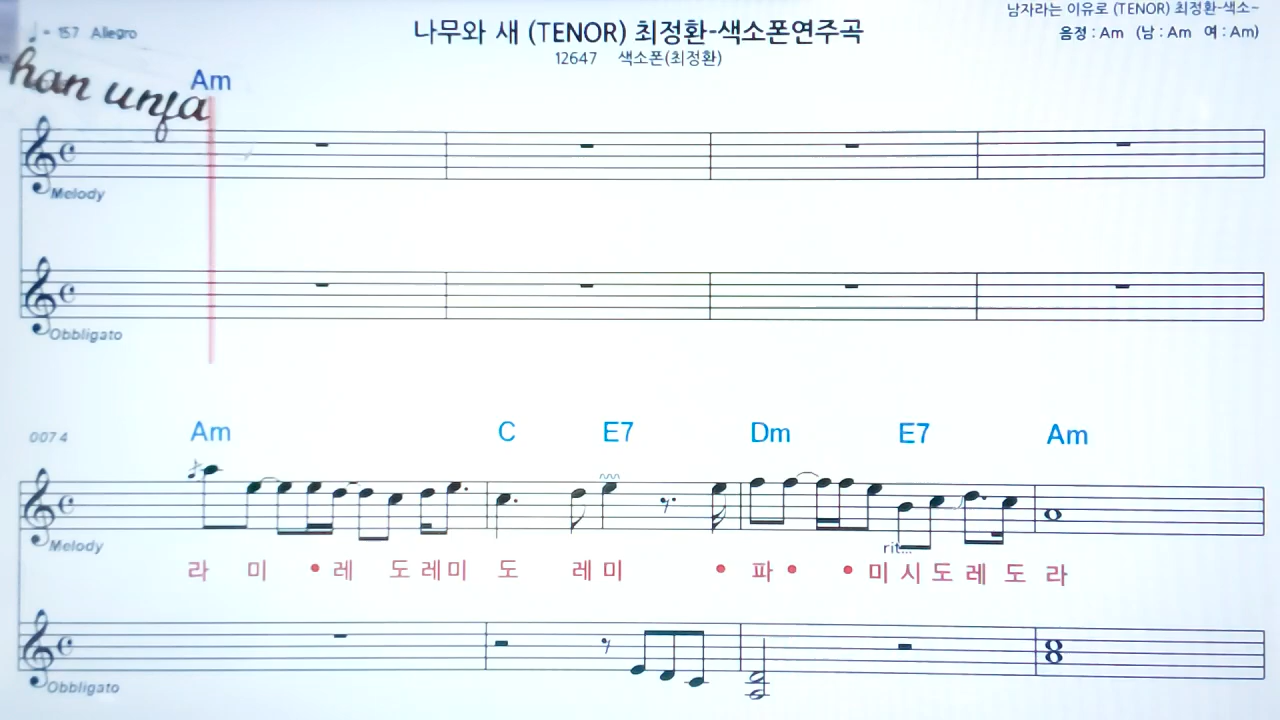 남자라는 이유로 (TENOR) 최정환-색소~
나무와 새 (TENOR) 최정환-색소폰연주곡
♩ = 157 Allegro
음정 : Am (남 : Am 여 : Am)
12647 색소폰(최정환)
han unfa
Am
Melody
Obbligato
0074 Am C E7 Dm E7 Am
Melody
rit...
라 미 • 레 도 레 미 도 레 미 • 파 • • 미 시 도 레 도 라
Obbligato